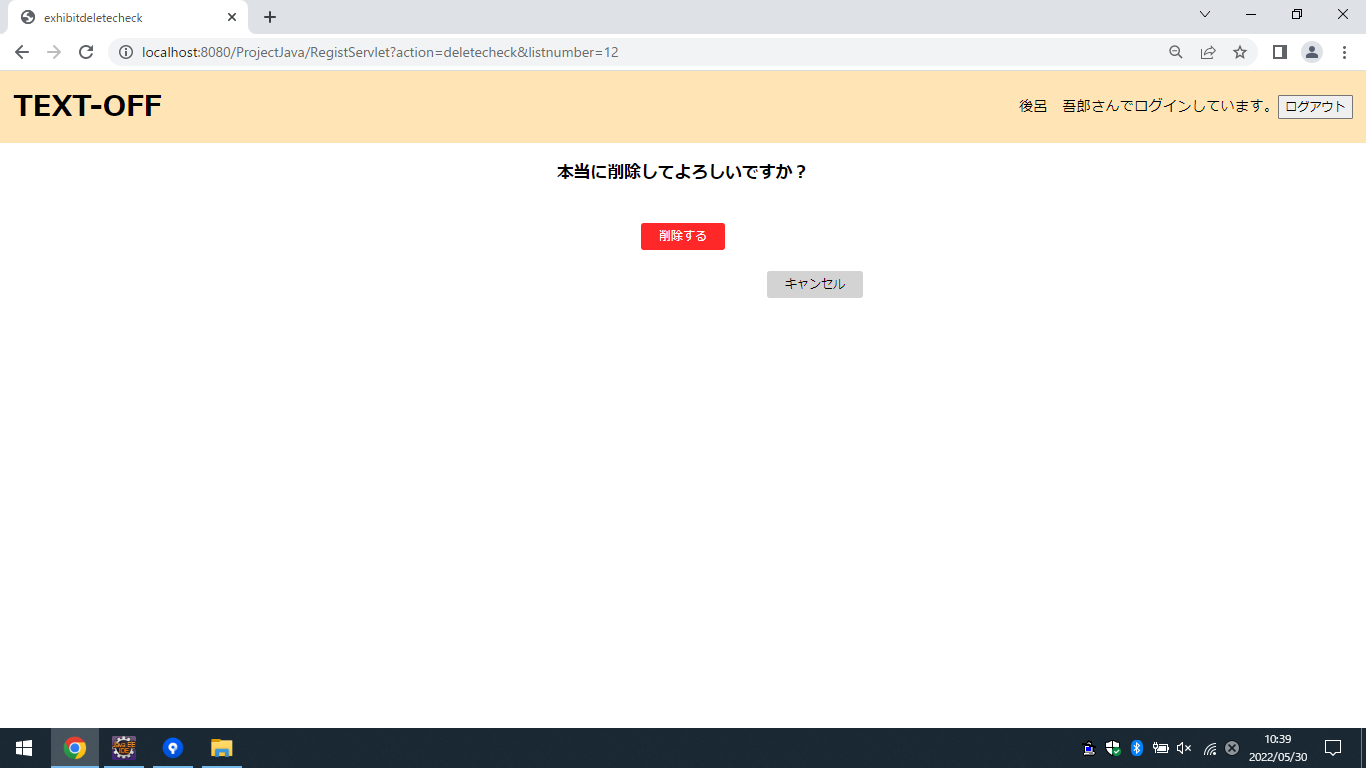 exhibitdeletecheck
localhost:8080/ProjectJava/RegistServlet?action=deletecheck&listnumber=12
TEXT-OFF
後呂　吾郎さんでログインしています。 ログアウト
本当に削除してよろしいですか？
削除する
キャンセル
10:39
2022/05/30